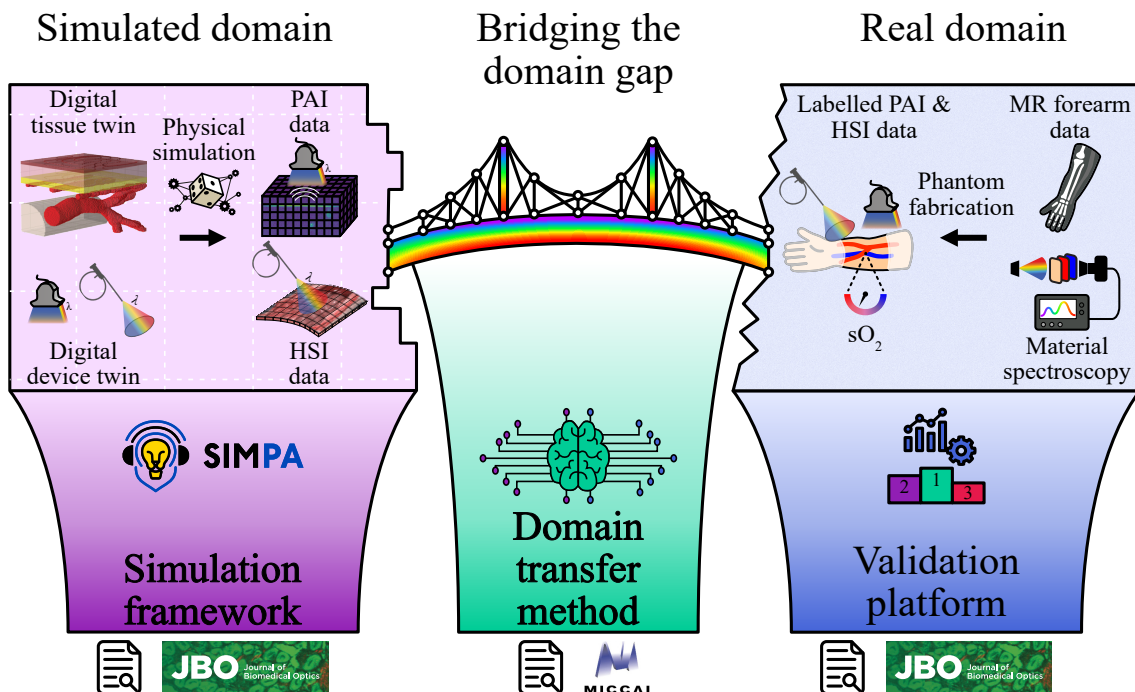 Simulated domain
Bridging the
domain gap
Real domain
Digital
tissue twin
Physical
simulation
PAI
data
λ
λ
λ
λ
Digital
device twin
HSI
data
Labelled PAI &
HSI data
MR forearm
data
Phantom
fabrication
sO2
Material
spectroscopy
SIMPA
Simulation
framework
Domain
transfer
method
2
1
3
Validation
platform
JBO Journal of
Biomedical Optics
MICCAI
JBO Journal of
Biomedical Optics